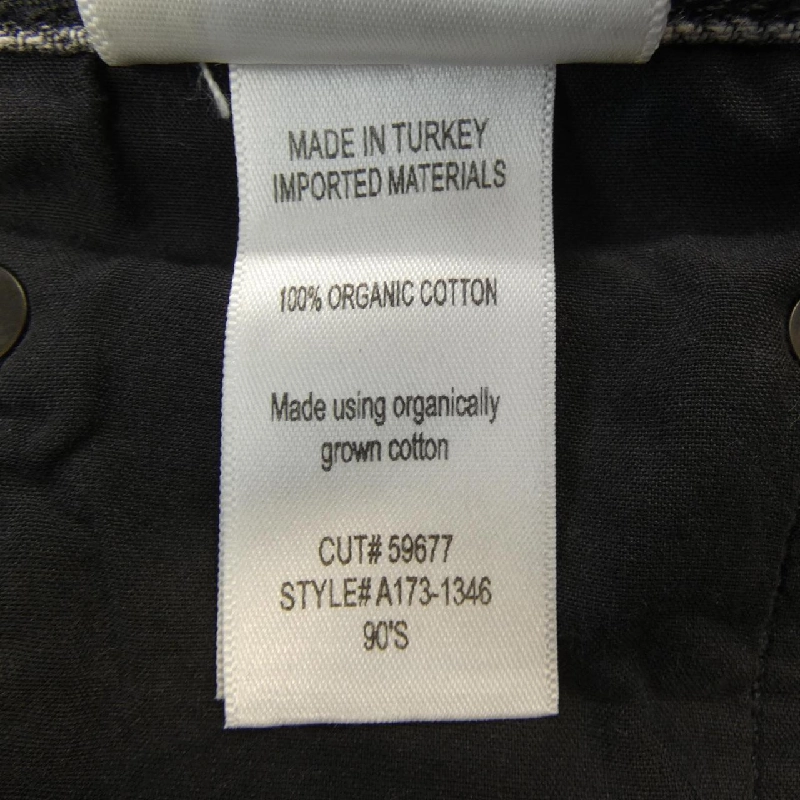 MADE IN TURKEY
IMPORTED MATERIALS
100% ORGANIC COTTON
Made using organically
grown cotton
CUT# 59677
STYLE# A173-1346
90'S